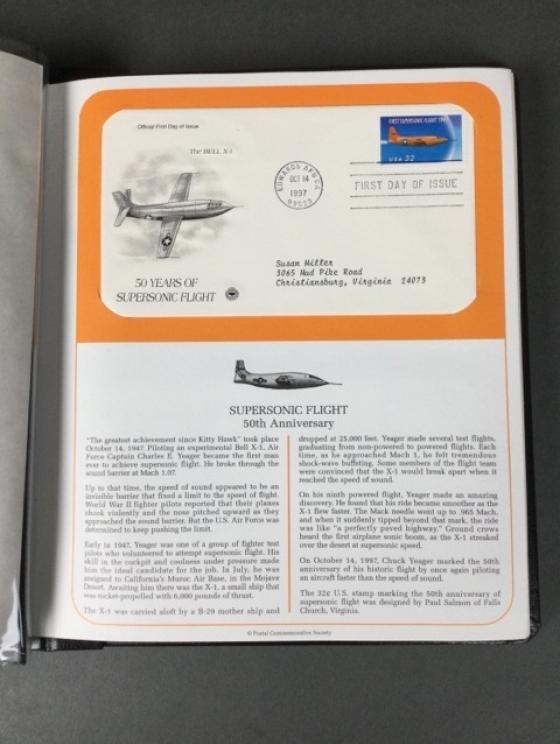 Official First Day of Issue
FIRST SUPERSONIC FLIGHT 1947
The BELL X-1
USA 32
EDWARDS AFB CA
OCT 14
1997
93523
FIRST DAY OF ISSUE
Susan Miller
3065 Mud Pike Road
Christiansburg, Virginia 24073
50 YEARS OF
SUPERSONIC FLIGHT
SUPERSONIC FLIGHT
50th Anniversary
"The greatest achievement since Kitty Hawk" took place
October 14, 1947. Piloting an experimental Bell X-1, Air
Force Captain Charles E. Yeager became the first man
ever to achieve supersonic flight. He broke through the
sound barrier at Mach 1.07.
Up to that time, the speed of sound appeared to be an
invisible barrier that fixed a limit to the speed of flight.
World War II fighter pilots reported that their planes
shook violently and the nose pitched upward as they
approached the sound barrier. But the U.S. Air Force was
determined to keep pushing the limit.
Early in 1947, Yeager was one of a group of fighter test
pilots who volunteered to attempt supersonic flight. His
skill in the cockpit and coolness under pressure made
him the ideal candidate for the job. In July, he was
assigned to California's Muroc Air Base, in the Mojave
Desert. Awaiting him there was the X-1, a small ship that
was rocket-propelled with 6,000 pounds of thrust.
The X-1 was carried aloft by a B-29 mother ship and
dropped at 25,000 feet. Yeager made several test flights,
graduating from non-powered to powered flights. Each
time, as he approached Mach 1, he felt tremendous
shock-wave buffeting. Some members of the flight team
were convinced that the X-1 would break apart when it
reached the speed of sound.
On his ninth powered flight, Yeager made an amazing
discovery. He found that his ride became smoother as the
X-1 flew faster. The Mach needle went up to .965 Mach,
and when it suddenly tipped beyond that mark, the ride
was like "a perfectly paved highway." Ground crews
heard the first airplane sonic boom, as the X-1 streaked
over the desert at supersonic speed.
On October 14, 1997, Chuck Yeager marked the 50th
anniversary of his historic flight by once again piloting
an aircraft faster than the speed of sound.
The 32¢ U.S. stamp marking the 50th anniversary of
supersonic flight was designed by Paul Salmon of Falls
Church, Virginia.
© Postal Commemorative Society